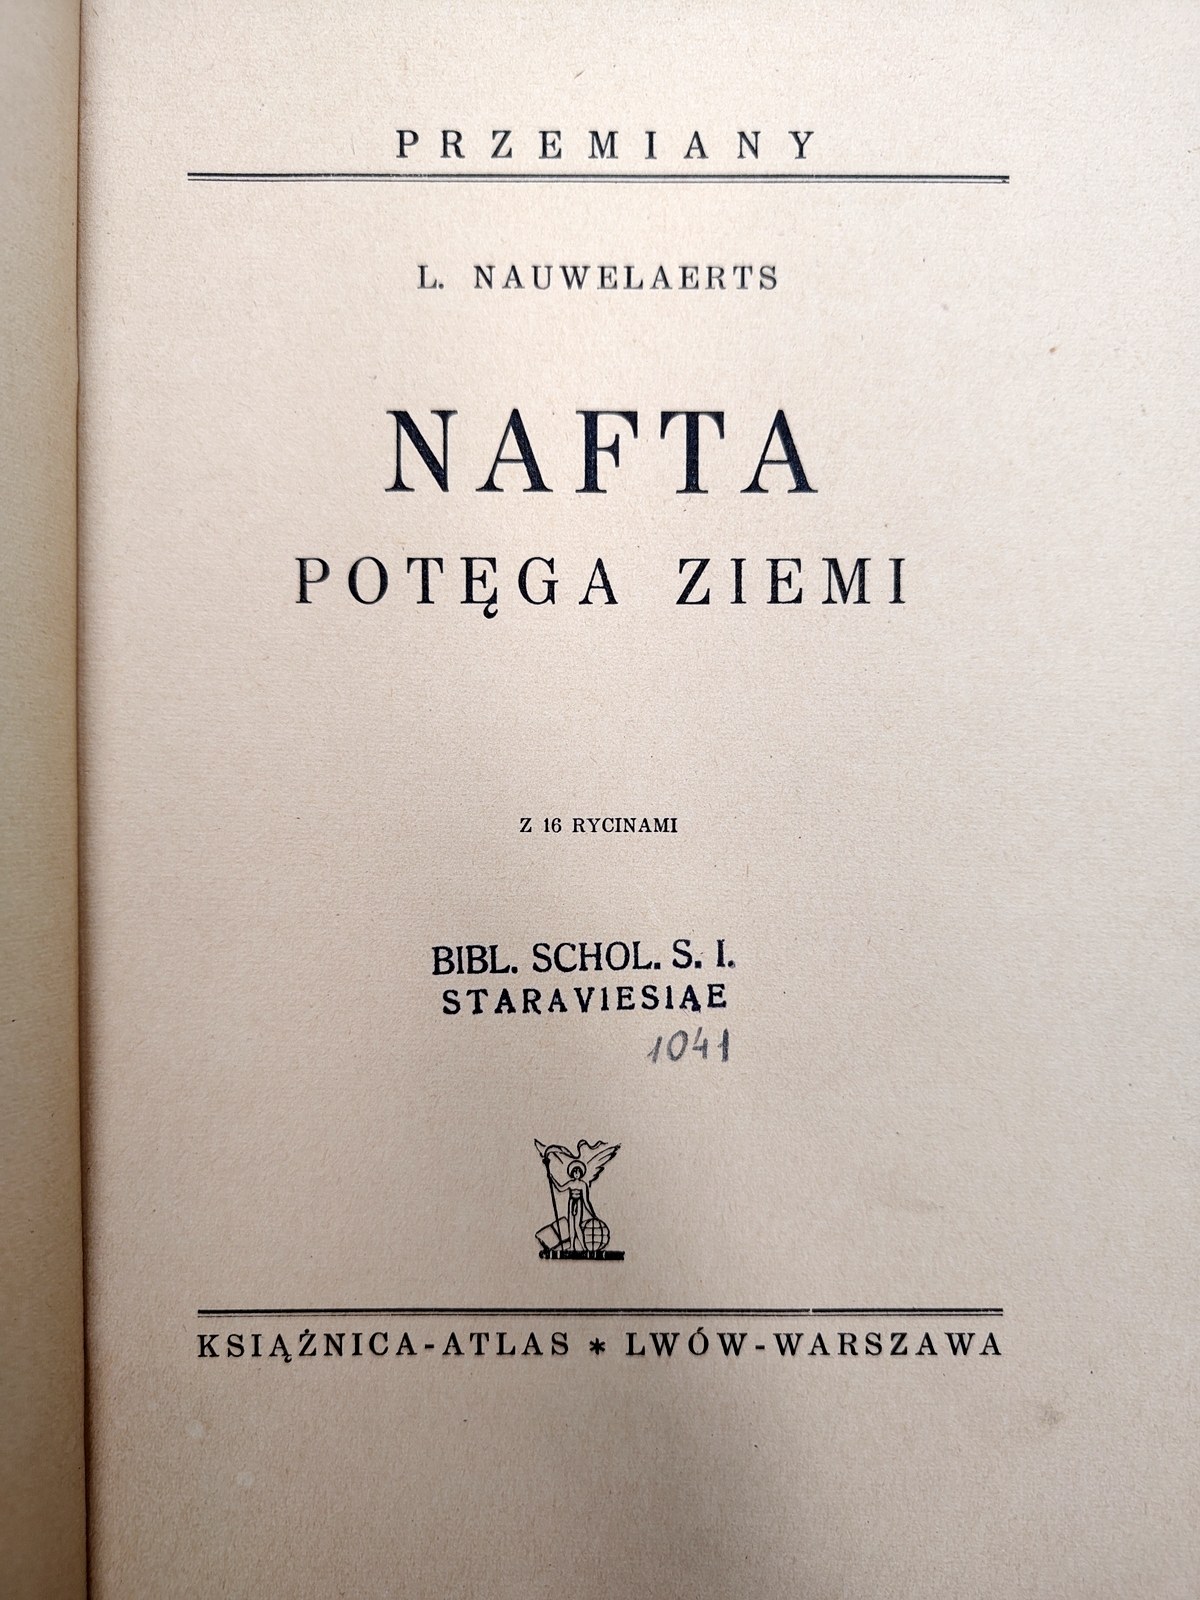 PRZEMIANY
L. NAUWELAERTS
NAFTA
POTĘGA ZIEMI
Z 16 RYCINAMI
BIBL. SCHOL. S. I.
STARAVIESIAE
1041
KSIĄŻNICA-ATLAS * LWÓW-WARSZAWA